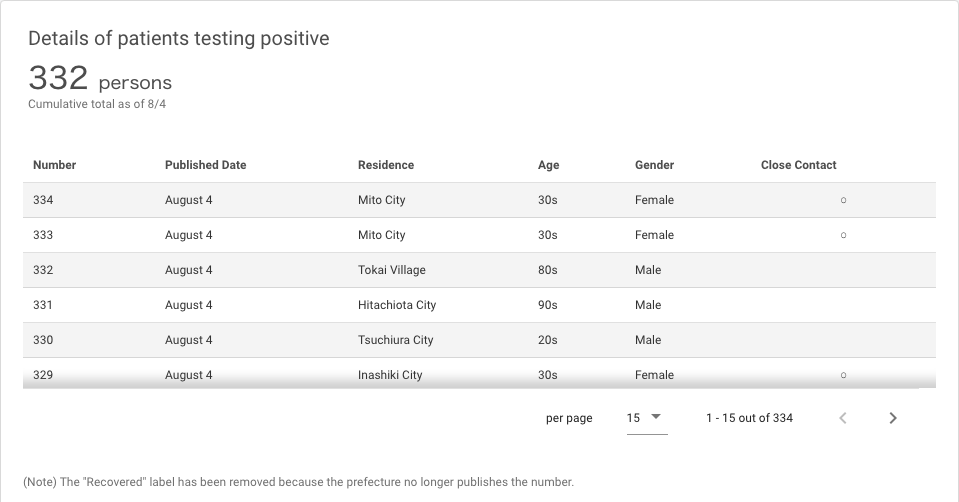 Details of patients testing positive
332 persons
Cumulative total as of 8/4
Number Published Date Residence Age Gender Close Contact
334 August 4 Mito City 30s Female ○
333 August 4 Mito City 30s Female ○
332 August 4 Tokai Village 80s Male
331 August 4 Hitachiota City 90s Male
330 August 4 Tsuchiura City 20s Male
329 August 4 Inashiki City 30s Female ○
per page 15 1 - 15 out of 334
(Note) The "Recovered" label has been removed because the prefecture no longer publishes the number.